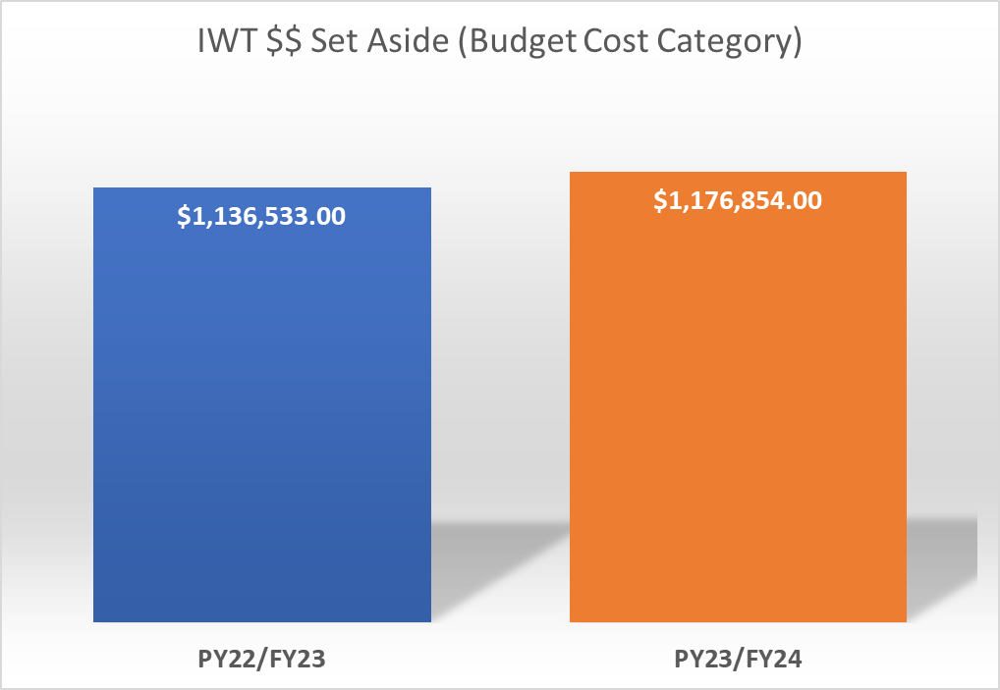 IWT $$ Set Aside (Budget Cost Category)
$1,136,533.00
$1,176,854.00
PY22/FY23
PY23/FY24